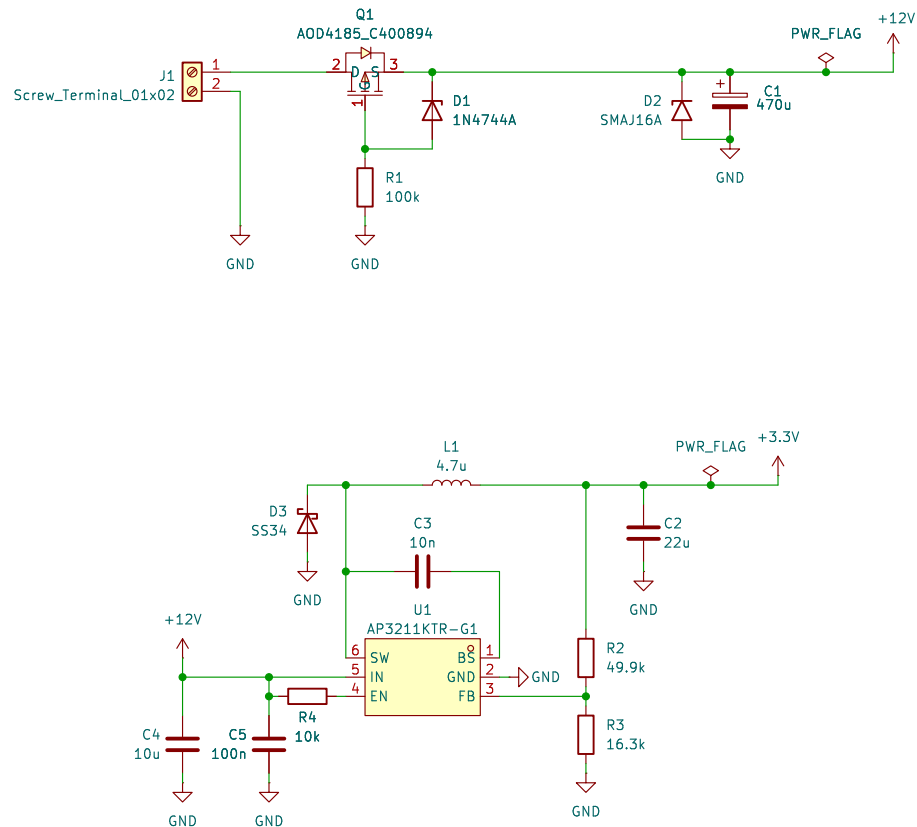 Q1
AOD4185_C400894
PWR_FLAG
+12V
J1
Screw_Terminal_01x02
1
2
2
D
S
3
G
1
D1
1N4744A
D2
SMAJ16A
+
C1
470u
R1
100k
GND
GND
GND
L1
4.7u
PWR_FLAG
+3.3V
D3
SS34
C3
10n
C2
22u
GND
GND
U1
AP3211KTR-G1
+12V
6
SW
BS
1
5
IN
GND
2
GND
4
EN
FB
3
R2
49.9k
R4
10k
R3
16.3k
C4
10u
C5
100n
GND
GND
GND